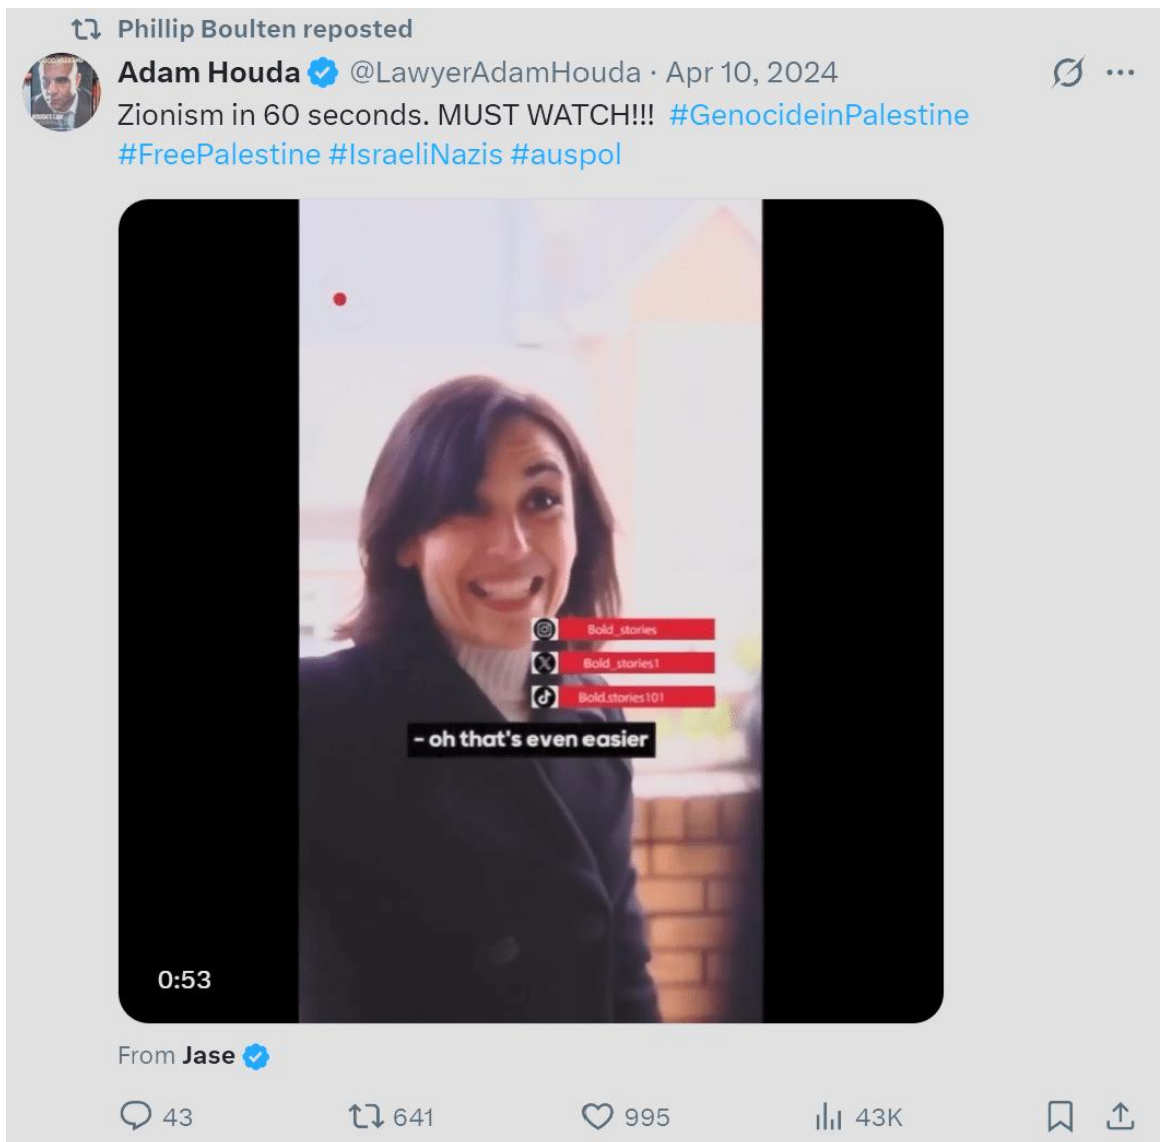 Phillip Boulten reposted
Adam Houda @LawyerAdamHouda · Apr 10, 2024
Zionism in 60 seconds. MUST WATCH!!! #GenocideinPalestine
#FreePalestine #IsraeliNazis #auspol
Bold_stories
Bold_stories1
Bold.stories101
- oh that's even easier
0:53
From Jase
43 641 995 43K